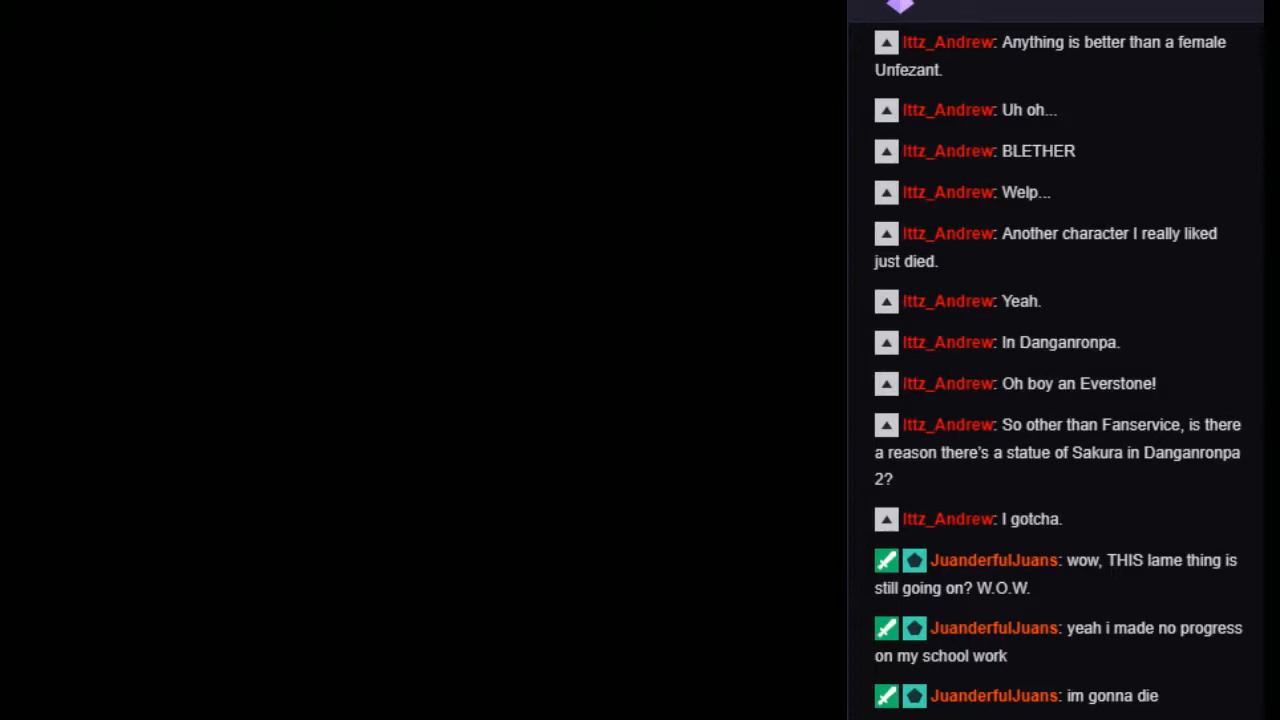 Ittz_Andrew: Anything is better than a female
Unfezant.
Ittz_Andrew: Uh oh...
Ittz_Andrew: BLETHER
Ittz_Andrew: Welp...
Ittz_Andrew: Another character I really liked
just died.
Ittz_Andrew: Yeah.
Ittz_Andrew: In Danganronpa.
Ittz_Andrew: Oh boy an Everstone!
Ittz_Andrew: So other than Fanservice, is there
a reason there's a statue of Sakura in Danganronpa
2?
Ittz_Andrew: I gotcha.
JuanderfulJuans: wow, THIS lame thing is
still going on? W.O.W.
JuanderfulJuans: yeah i made no progress
on my school work
JuanderfulJuans: im gonna die